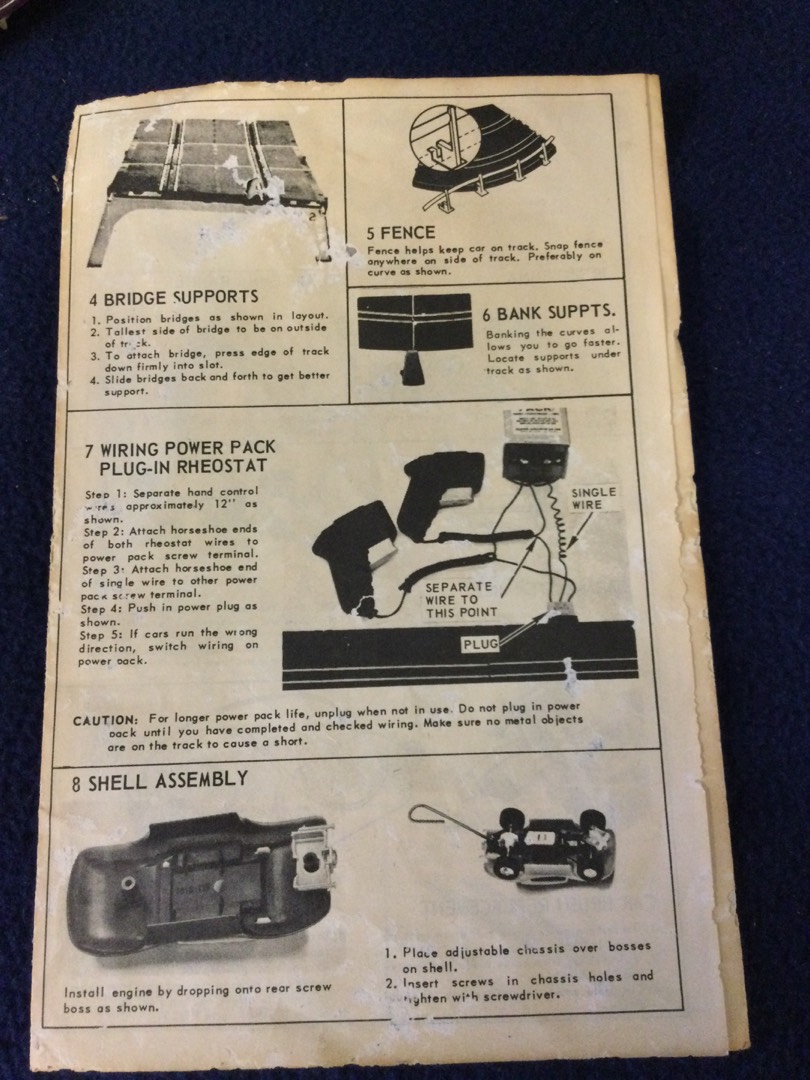 2
4 BRIDGE SUPPORTS
1. Position bridges as shown in layout.
2. Tallest side of bridge to be on outside
of track.
3. To attach bridge, press edge of track
down firmly into slot.
4. Slide bridges back and forth to get better
support.
5 FENCE
Fence helps keep car on track. Snap fence
anywhere on side of track. Preferably on
curve as shown.
6 BANK SUPPTS.
Banking the curves al-
lows you to go faster.
Locate supports under
track as shown.
7 WIRING POWER PACK
PLUG-IN RHEOSTAT
Step 1: Separate hand control
wires approximately 12" as
shown.
Step 2: Attach horseshoe ends
of both rheostat wires to
power pack screw terminal.
Step 3: Attach horseshoe end
of single wire to other power
pack screw terminal.
Step 4: Push in power plug as
shown.
Step 5: If cars run the wrong
direction, switch wiring on
power pack.
PACK
SINGLE
WIRE
SEPARATE
WIRE TO
THIS POINT
PLUG
CAUTION: For longer power pack life, unplug when not in use. Do not plug in power
pack until you have completed and checked wiring. Make sure no metal objects
are on the track to cause a short.
8 SHELL ASSEMBLY
Install engine by dropping onto rear screw
boss as shown.
1. Place adjustable chassis over bosses
on shell.
2. Insert screws in chassis holes and
tighten with screwdriver.